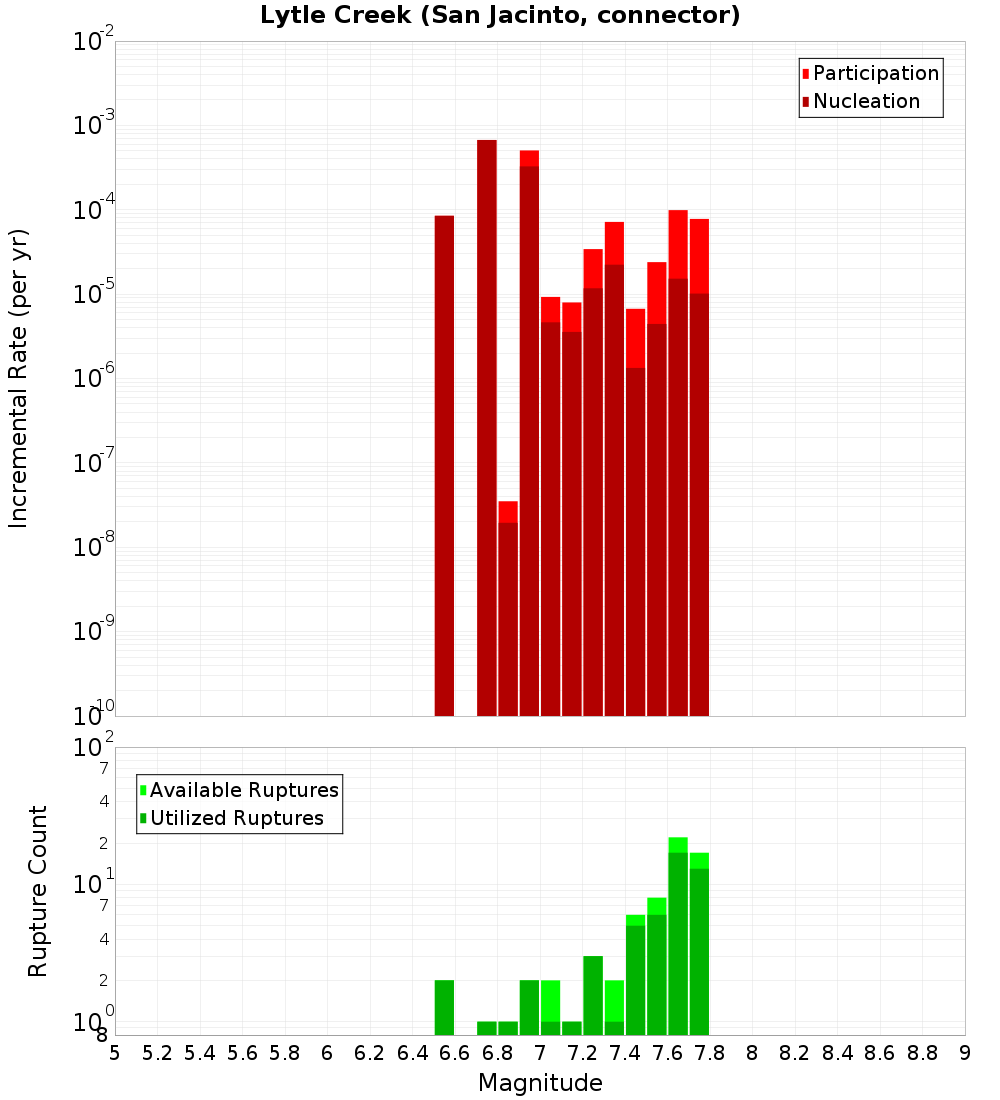 Lytle Creek (San Jacinto, connector)
10-2
10-3
10-4
10-5
10-6
10-7
10-8
10-9
10-10
Incremental Rate (per yr)
Participation
Nucleation
102
7
4
2
101
7
4
2
100
8
Rupture Count
Available Ruptures
Utilized Ruptures
5 5.2 5.4 5.6 5.8 6 6.2 6.4 6.6 6.8 7 7.2 7.4 7.6 7.8 8 8.2 8.4 8.6 8.8 9
Magnitude